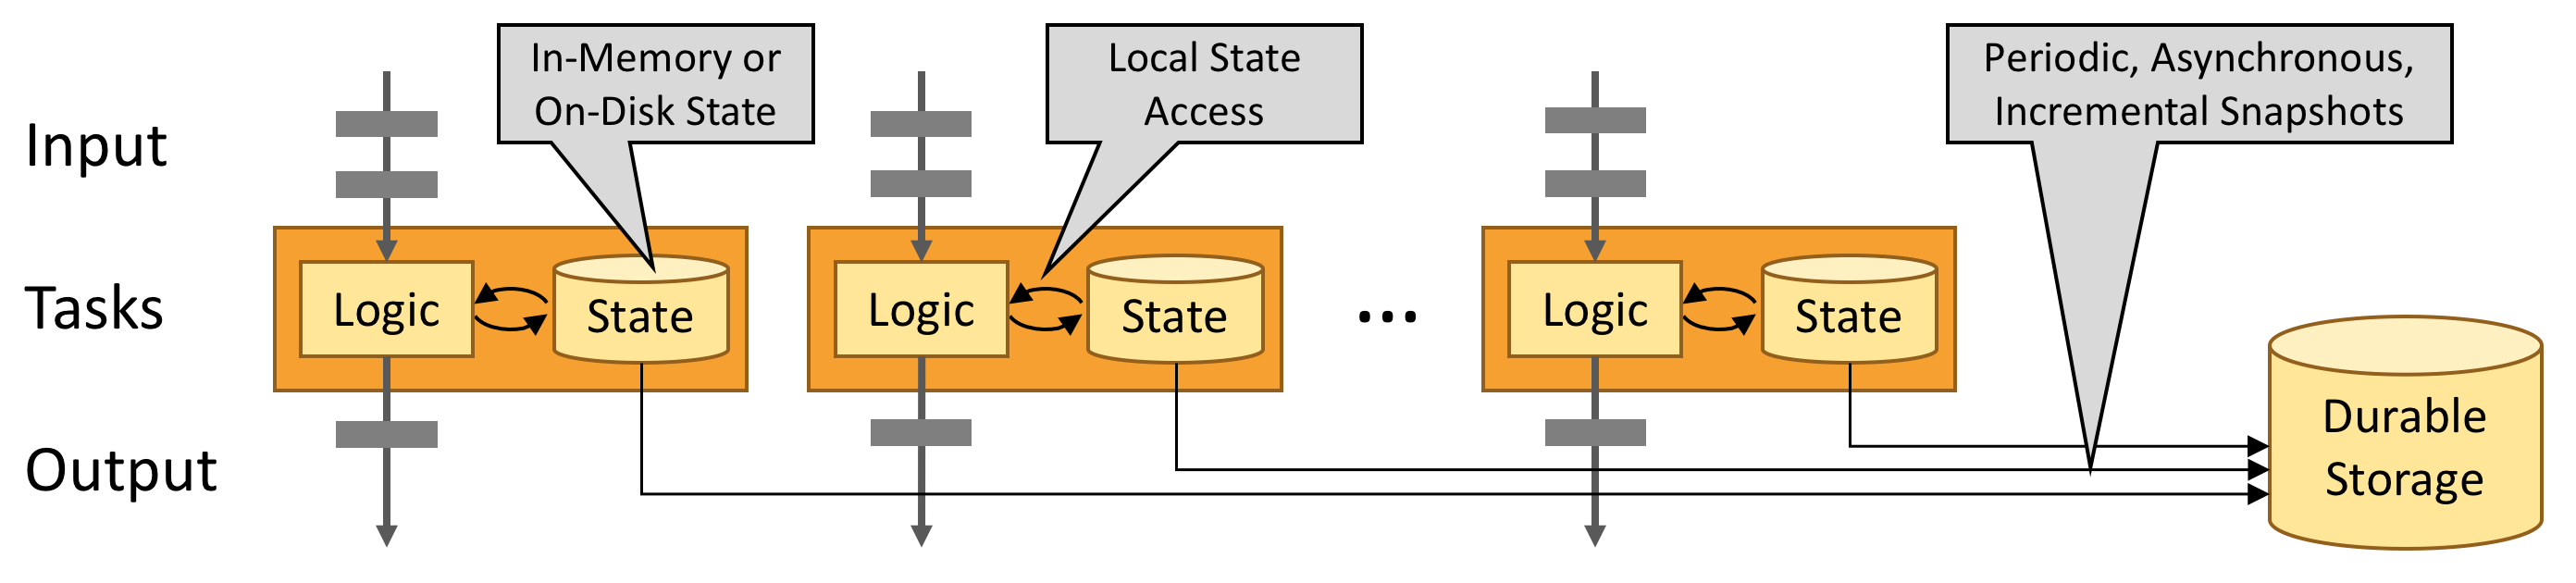 In-Memory or
On-Disk State
Local State
Access
Periodic, Asynchronous,
Incremental Snapshots
Input
Tasks
Logic
State
Logic
State
...
Logic
State
Output
Durable
Storage